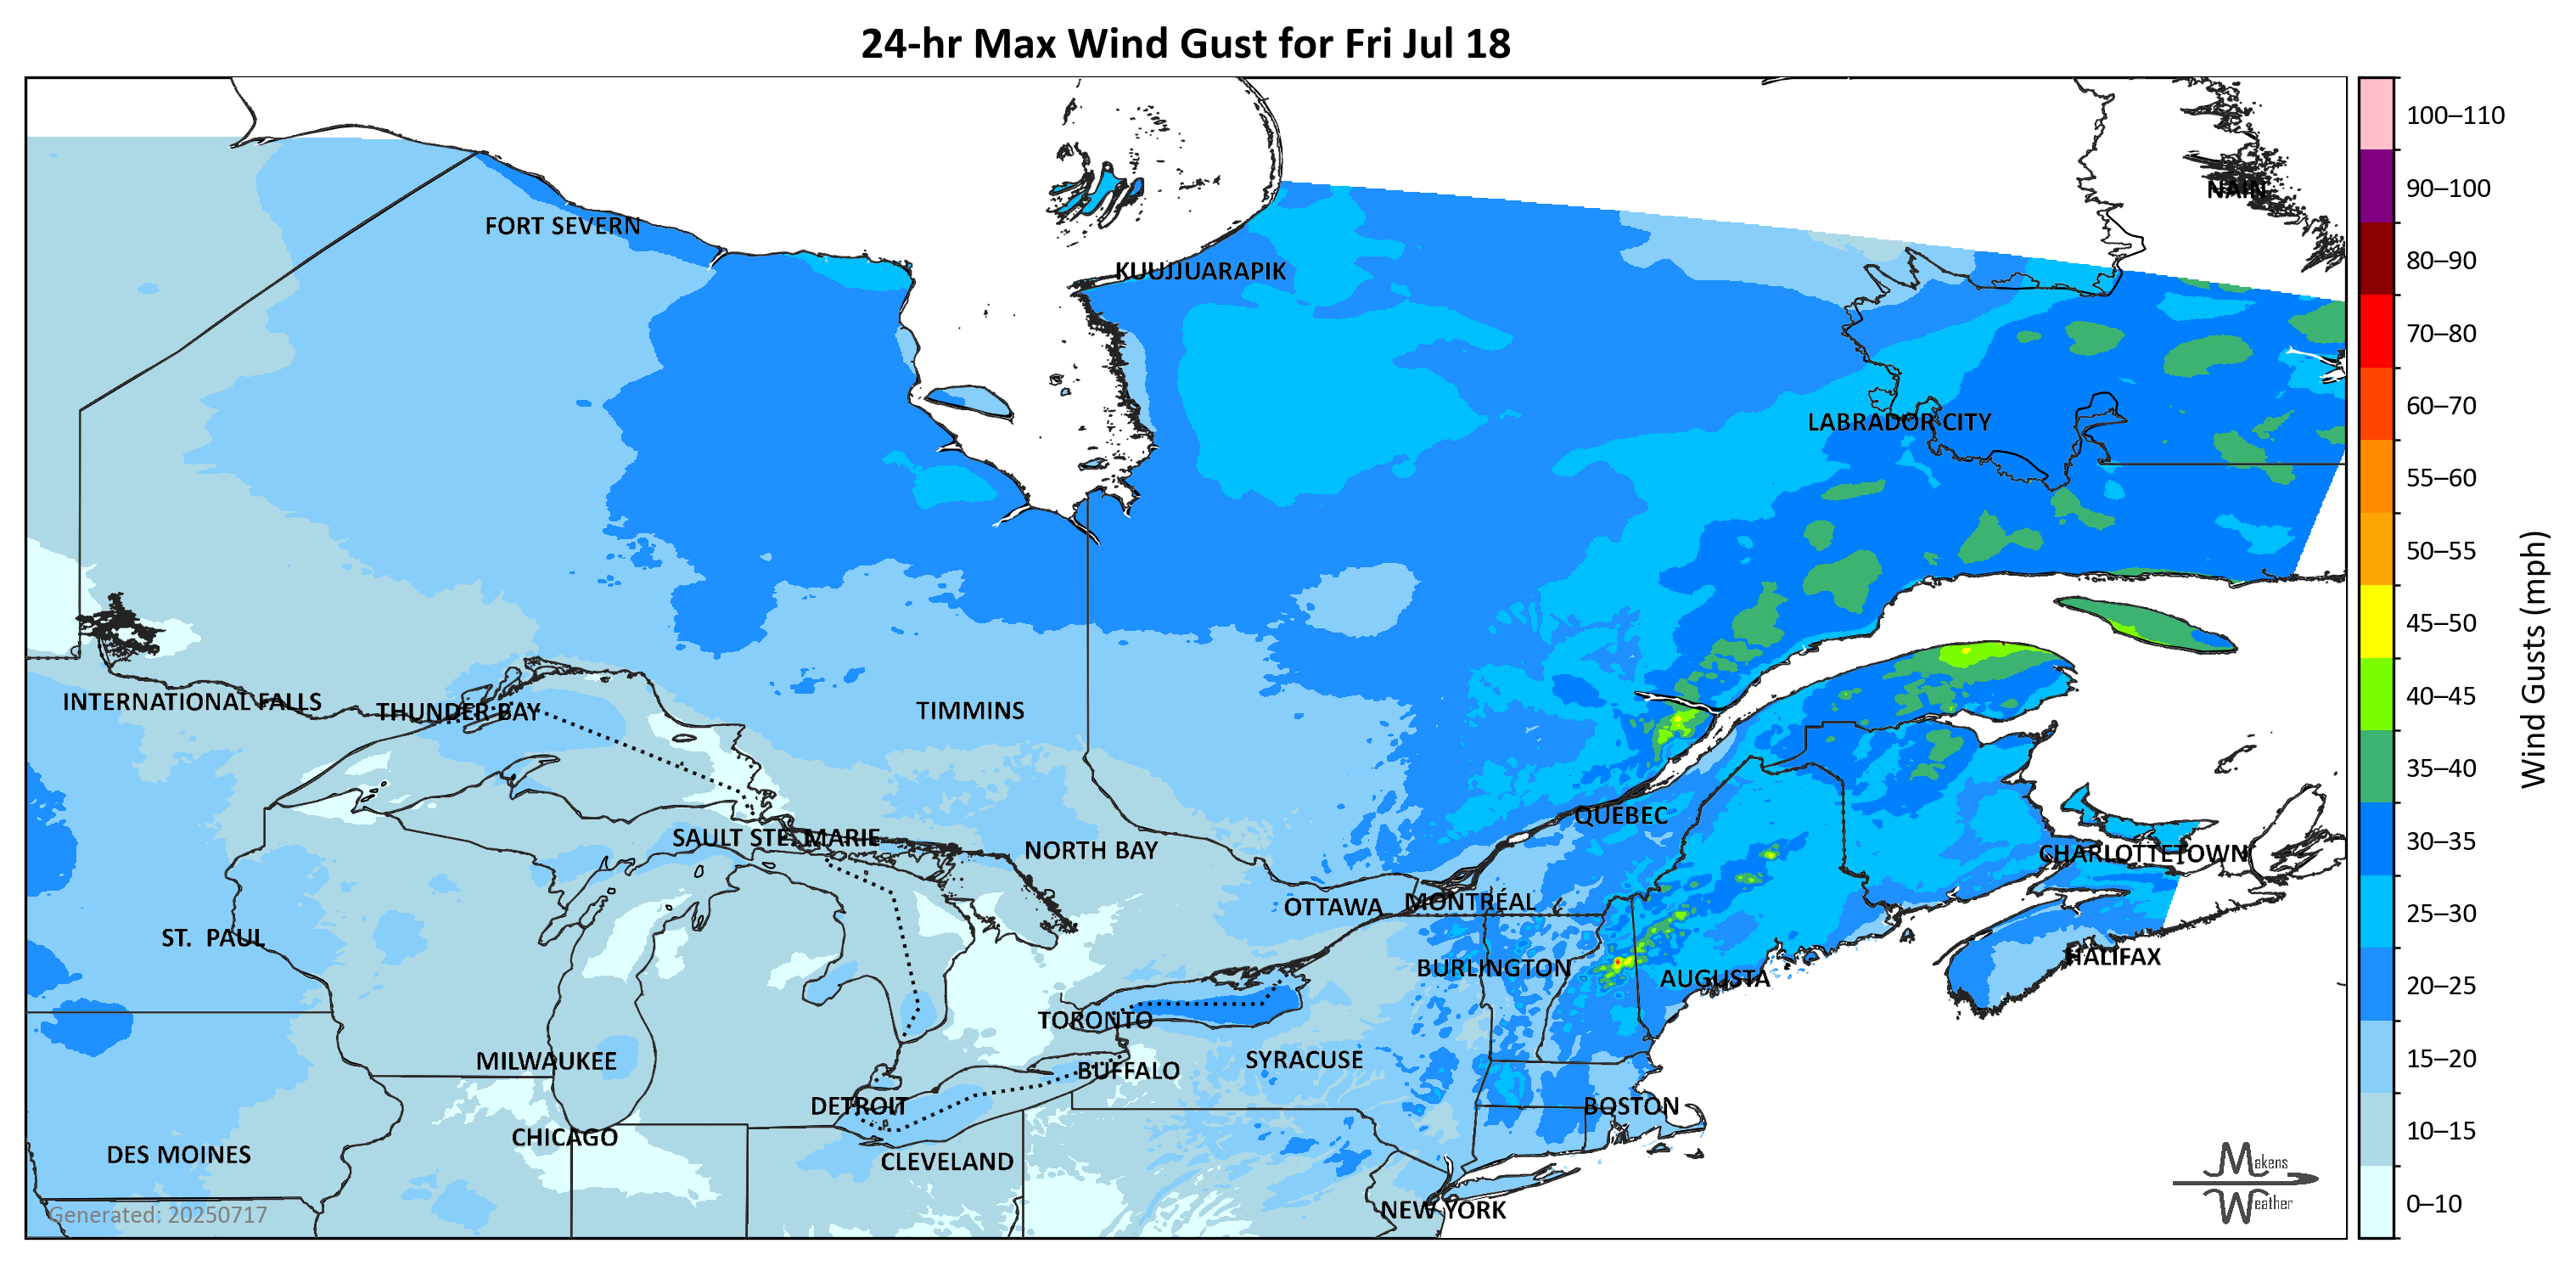 24-hr Max Wind Gust for Fri Jul 18
100–110
90–100
NAIN
FORT SEVERN
80–90
KUUJJUARAPIK
70–80
60–70
LABRADOR CITY
55–60
50–55
45–50
Wind Gusts (mph)
40–45
INTERNATIONAL FALLS
THUNDER BAY
TIMMINS
35–40
QUEBEC
30–35
SAULT STE. MARIE
NORTH BAY
CHARLOTTETOWN
OTTAWA
MONTRÉAL
25–30
ST. PAUL
HALIFAX
BURLINGTON
AUGUSTA
20–25
TORONTO
MILWAUKEE
SYRACUSE
15–20
BUFFALO
DETROIT
BOSTON
10–15
CHICAGO
DES MOINES
CLEVELAND
Makens
Weather
0–10
NEW YORK
Generated: 20250717